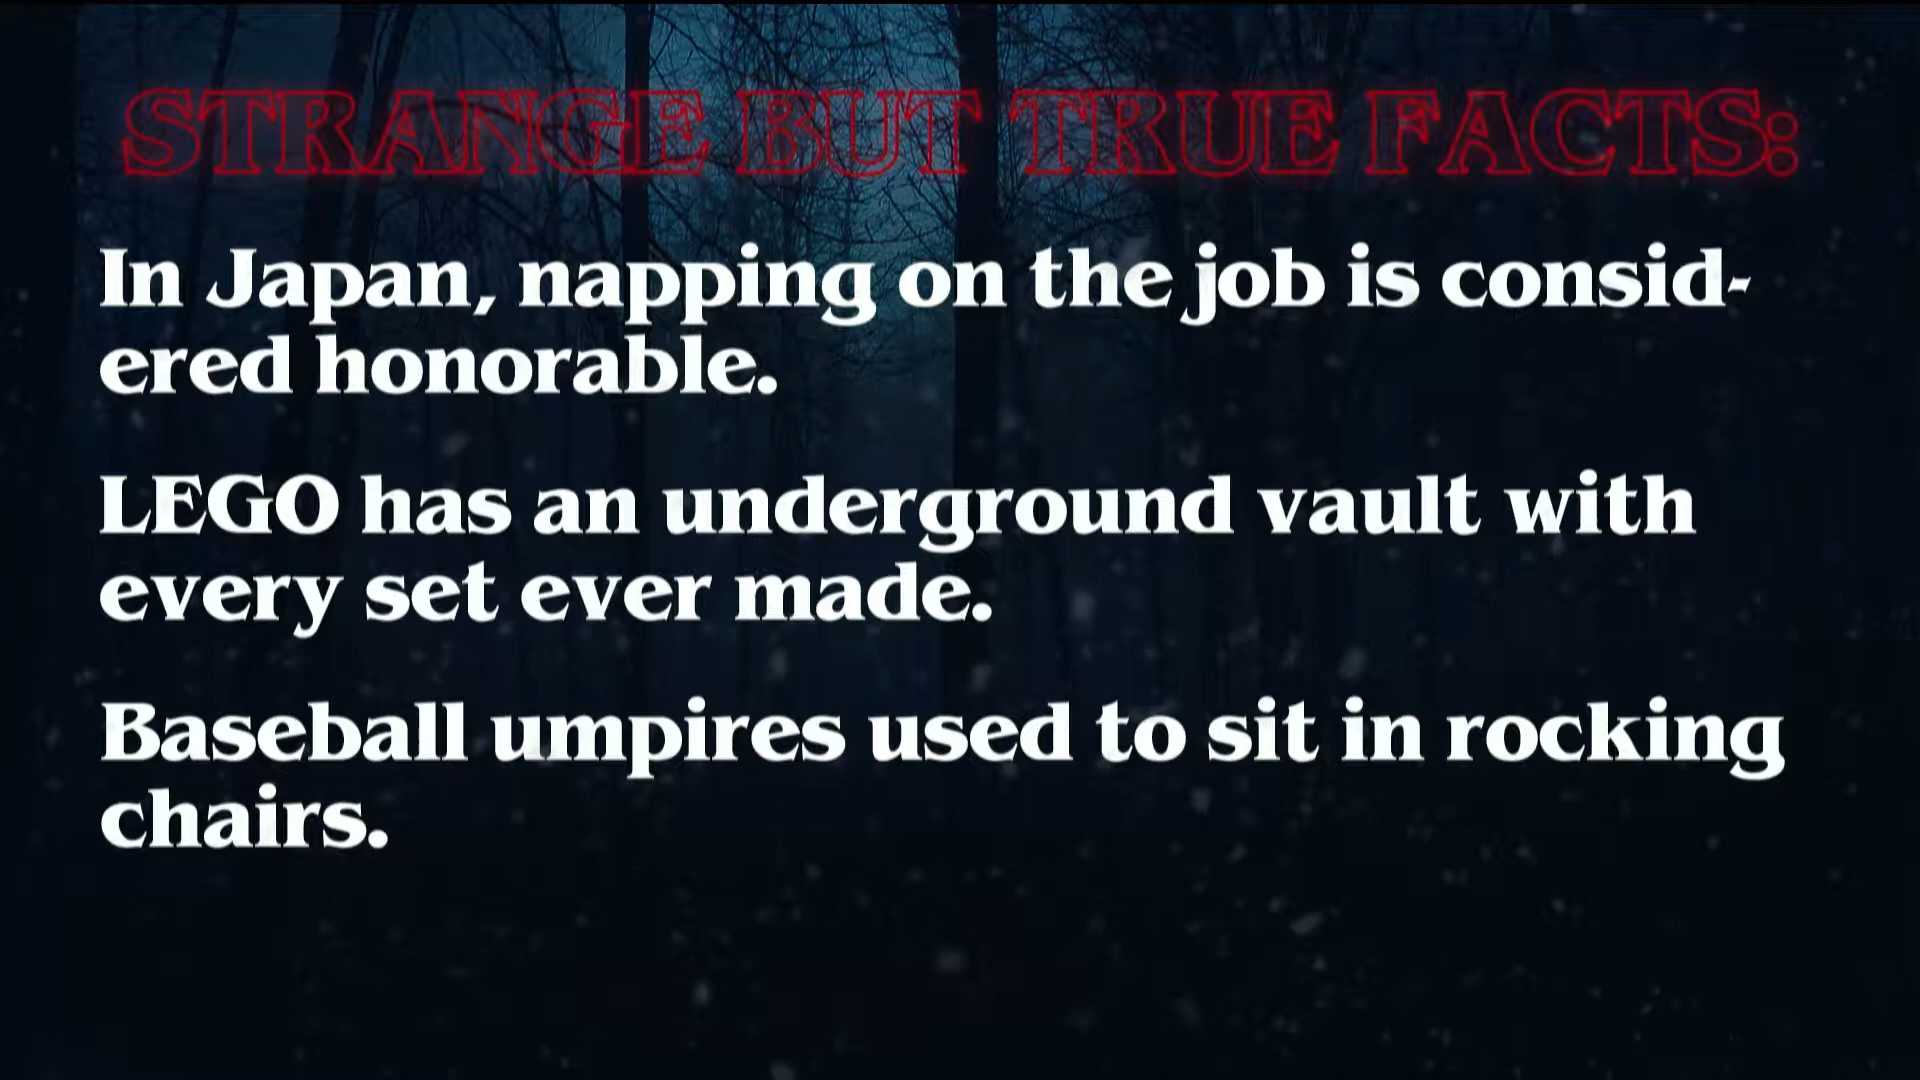 STRANGE BUT TRUE FACTS:
In Japan, napping on the job is consid-
ered honorable.
LEGO has an underground vault with
every set ever made.
Baseball umpires used to sit in rocking
chairs.